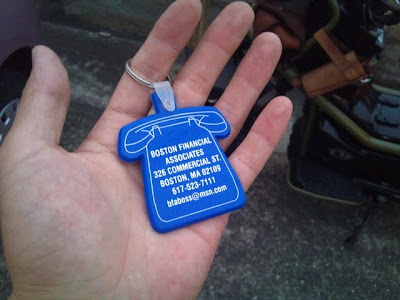 BOSTON FINANCIAL
ASSOCIATES
326 COMMERCIAL ST.
BOSTON, MA 02109
617-523-7111
bfaboss@msn.com